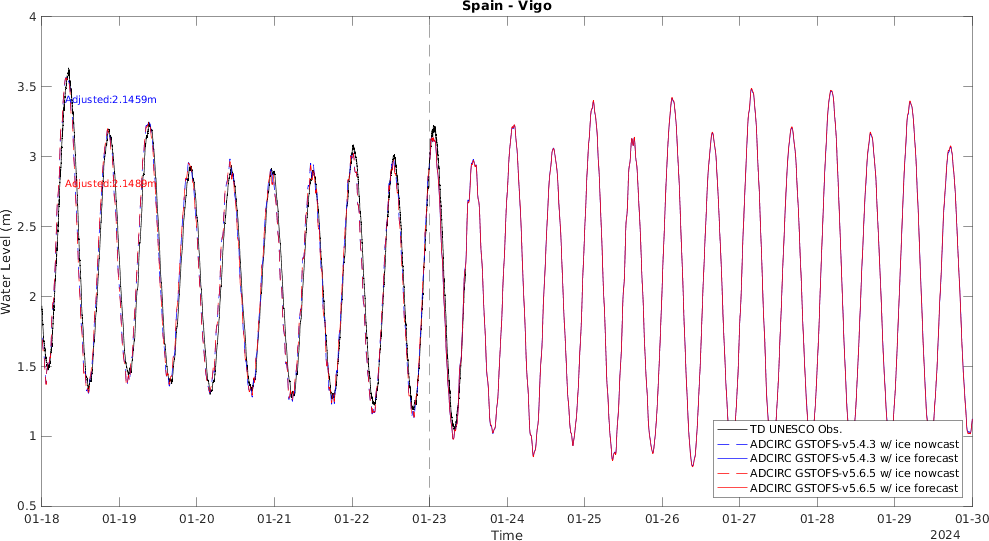 Spain - Vigo
4
3.5
3
2.5
2
1.5
1
0.5
Water Level (m)
Adjusted:2.1459m
Adjusted:2.1489m
TD UNESCO Obs.
ADCIRC GSTOFS-v5.4.3 w/ ice nowcast
ADCIRC GSTOFS-v5.4.3 w/ ice forecast
ADCIRC GSTOFS-v5.6.5 w/ ice nowcast
ADCIRC GSTOFS-v5.6.5 w/ ice forecast
01-18 01-19 01-20 01-21 01-22 01-23 01-24 01-25 01-26 01-27 01-28 01-29 01-30
Time
2024